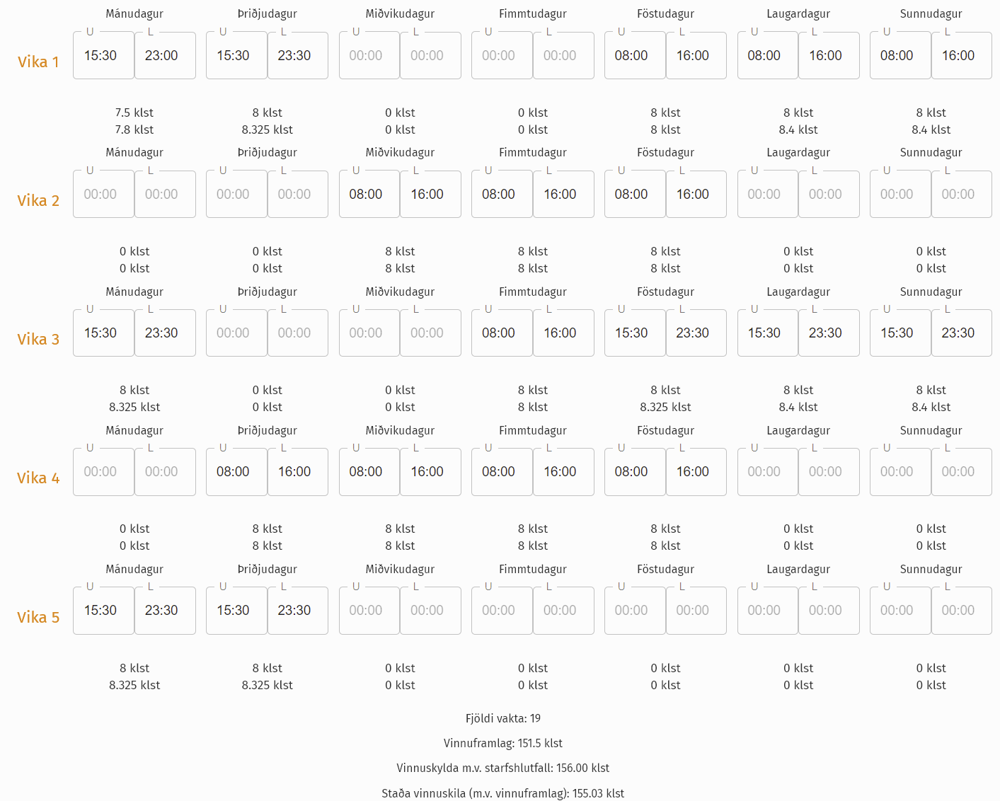 Mánudagur Þriðjudagur Miðvikudagur Fimmtudagur Föstudagur Laugardagur Sunnudagur
U L U L U L U L U L U L U L
Vika 1 15:30 23:00 15:30 23:30 00:00 00:00 00:00 00:00 08:00 16:00 08:00 16:00 08:00 16:00
7.5 klst 8 klst 0 klst 0 klst 8 klst 8 klst 8 klst
7.8 klst 8.325 klst 0 klst 0 klst 8 klst 8.4 klst 8.4 klst
Mánudagur Þriðjudagur Miðvikudagur Fimmtudagur Föstudagur Laugardagur Sunnudagur
U L U L U L U L U L U L U L
Vika 2 00:00 00:00 00:00 00:00 08:00 16:00 08:00 16:00 08:00 16:00 00:00 00:00 00:00 00:00
0 klst 0 klst 8 klst 8 klst 8 klst 0 klst 0 klst
0 klst 0 klst 8 klst 8 klst 8 klst 0 klst 0 klst
Mánudagur Þriðjudagur Miðvikudagur Fimmtudagur Föstudagur Laugardagur Sunnudagur
U L U L U L U L U L U L U L
Vika 3 15:30 23:30 00:00 00:00 00:00 00:00 08:00 16:00 15:30 23:30 15:30 23:30 15:30 23:30
8 klst 0 klst 0 klst 8 klst 8 klst 8 klst 8 klst
8.325 klst 0 klst 0 klst 8 klst 8.325 klst 8.4 klst 8.4 klst
Mánudagur Þriðjudagur Miðvikudagur Fimmtudagur Föstudagur Laugardagur Sunnudagur
U L U L U L U L U L U L U L
Vika 4 00:00 00:00 08:00 16:00 08:00 16:00 08:00 16:00 08:00 16:00 00:00 00:00 00:00 00:00
0 klst 8 klst 8 klst 8 klst 8 klst 0 klst 0 klst
0 klst 8 klst 8 klst 8 klst 8 klst 0 klst 0 klst
Mánudagur Þriðjudagur Miðvikudagur Fimmtudagur Föstudagur Laugardagur Sunnudagur
U L U L U L U L U L U L U L
Vika 5 15:30 23:30 15:30 23:30 00:00 00:00 00:00 00:00 00:00 00:00 00:00 00:00 00:00 00:00
8 klst 8 klst 0 klst 0 klst 0 klst 0 klst 0 klst
8.325 klst 8.325 klst 0 klst 0 klst 0 klst 0 klst 0 klst
Fjöldi vakta: 19
Vinnuframlag: 151.5 klst
Vinnuskylda m.v. starfshlutfall: 156.00 klst
Staða vinnuskila (m.v. vinnuframlag): 155.03 klst